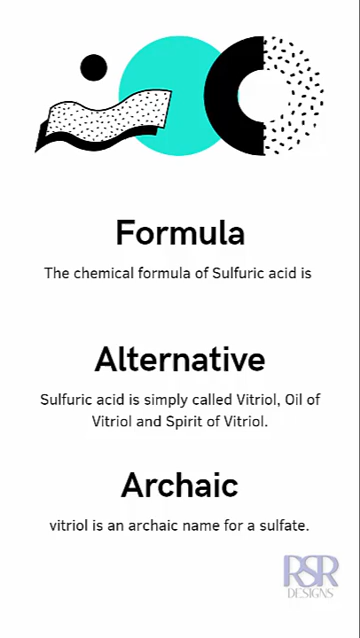 Formula
The chemical formula of Sulfuric acid is
Alternative
Sulfuric acid is simply called Vitriol, Oil of
Vitriol and Spirit of Vitriol.
Archaic
vitriol is an archaic name for a sulfate.
RSR
DESIGNS